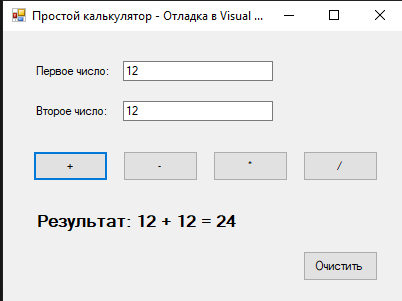 Простой калькулятор - Отладка в Visual ...
Первое число: 12
Второе число: 12
+ - * /
Результат: 12 + 12 = 24
Очистить